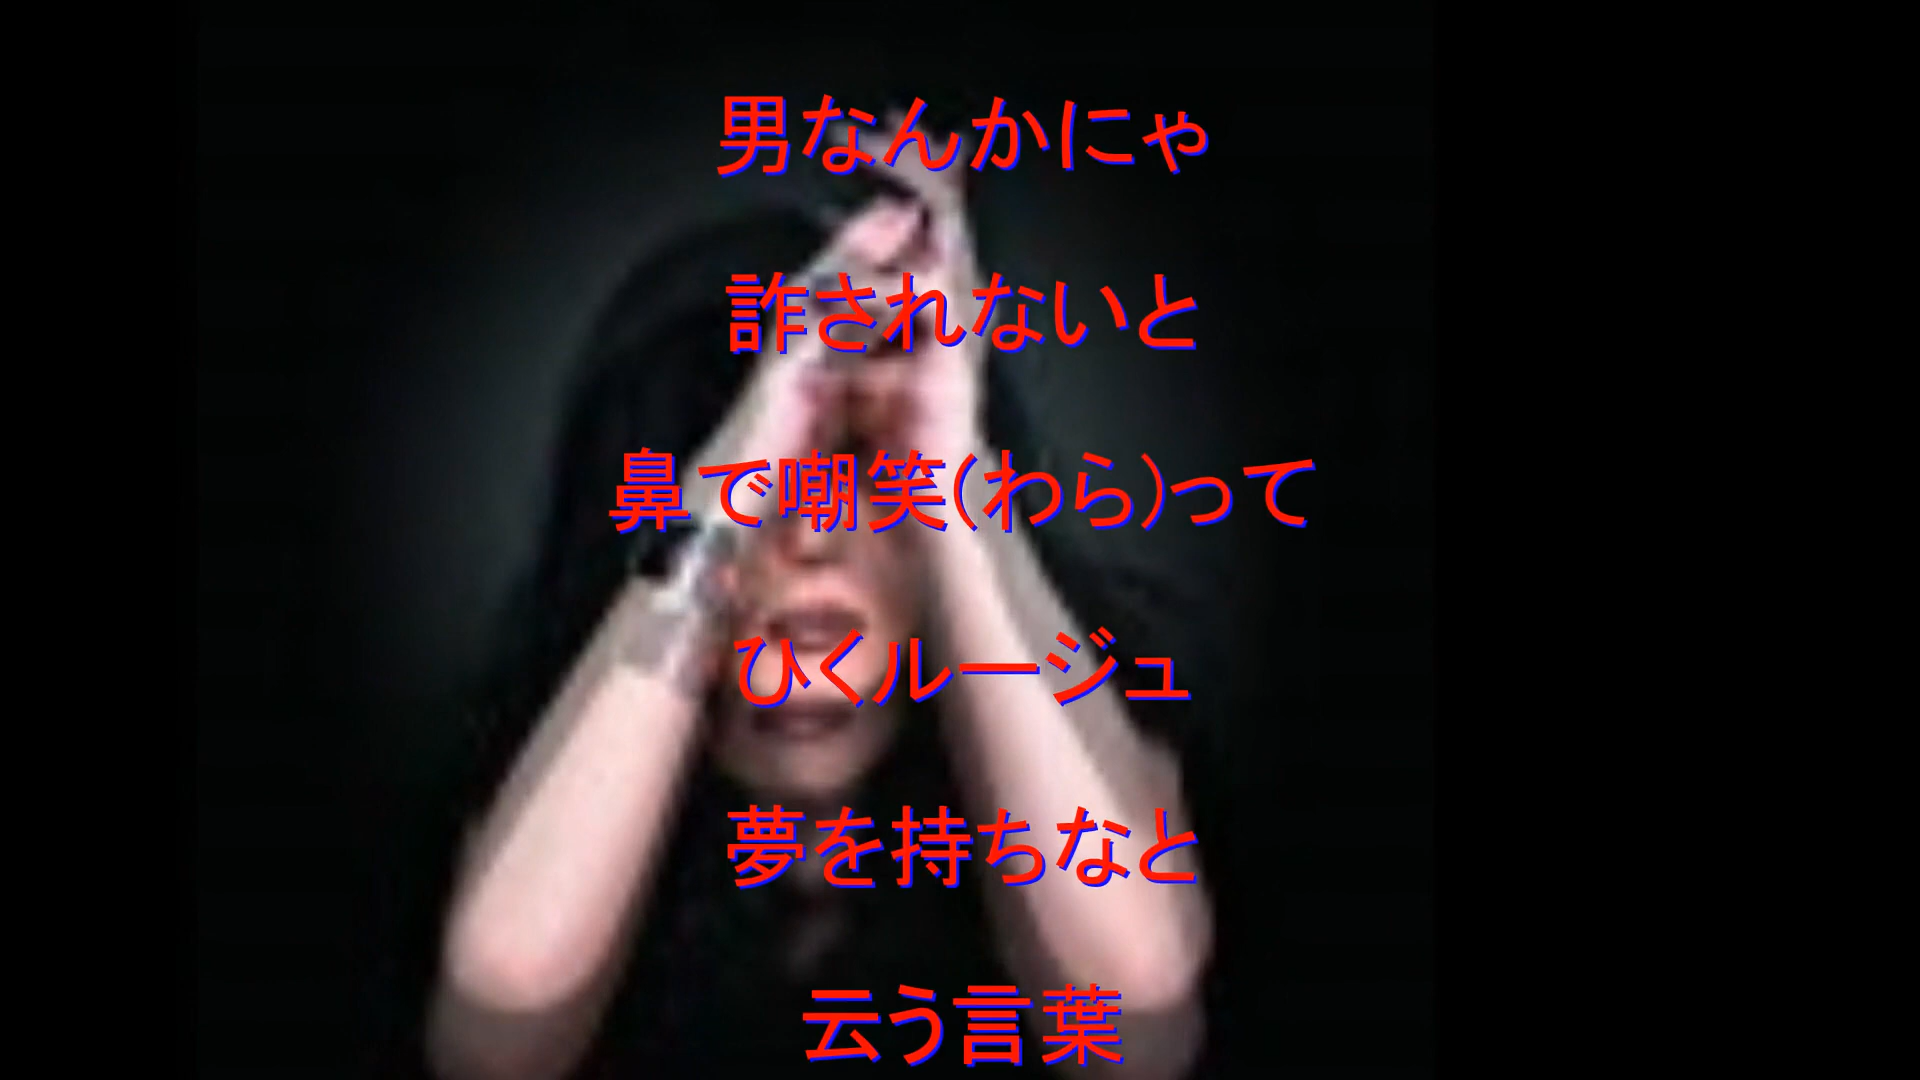 男なんかにゃ
詐されないと
鼻で嘲笑(わら)って
ひくルージュ
夢を持ちなと
云う言葉